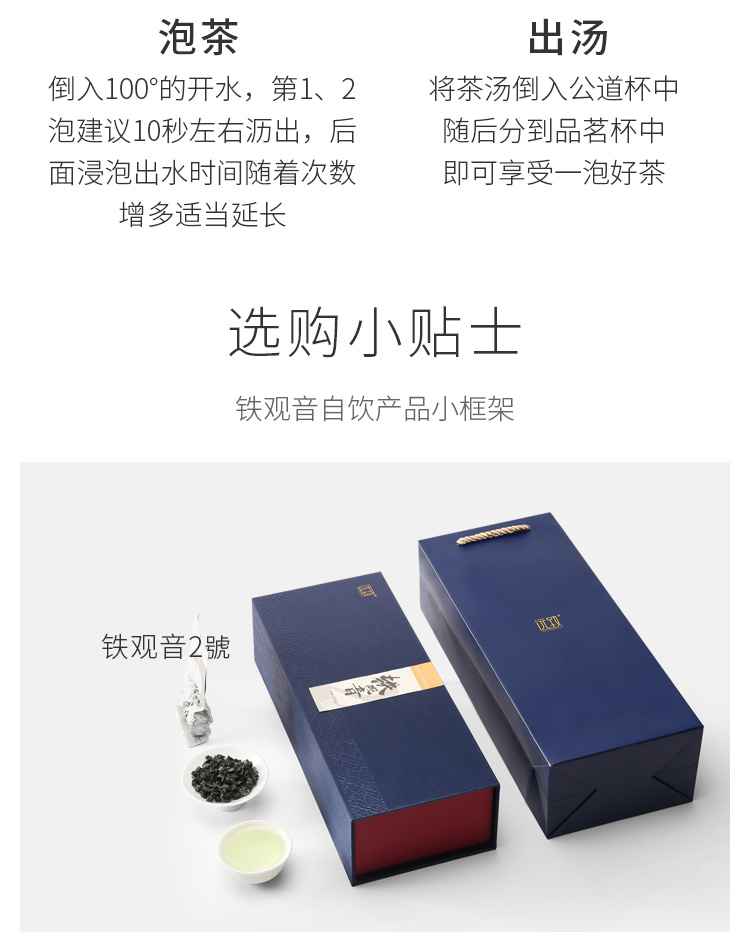 泡茶
倒入100°的开水，第1、2
泡建议10秒左右沥出，后
面浸泡出水时间随着次数
增多适当延长
出汤
将茶汤倒入公道杯中
随后分到品茗杯中
即可享受一泡好茶
选购小贴士
铁观音自饮产品小框架
铁观音2號
铁观音